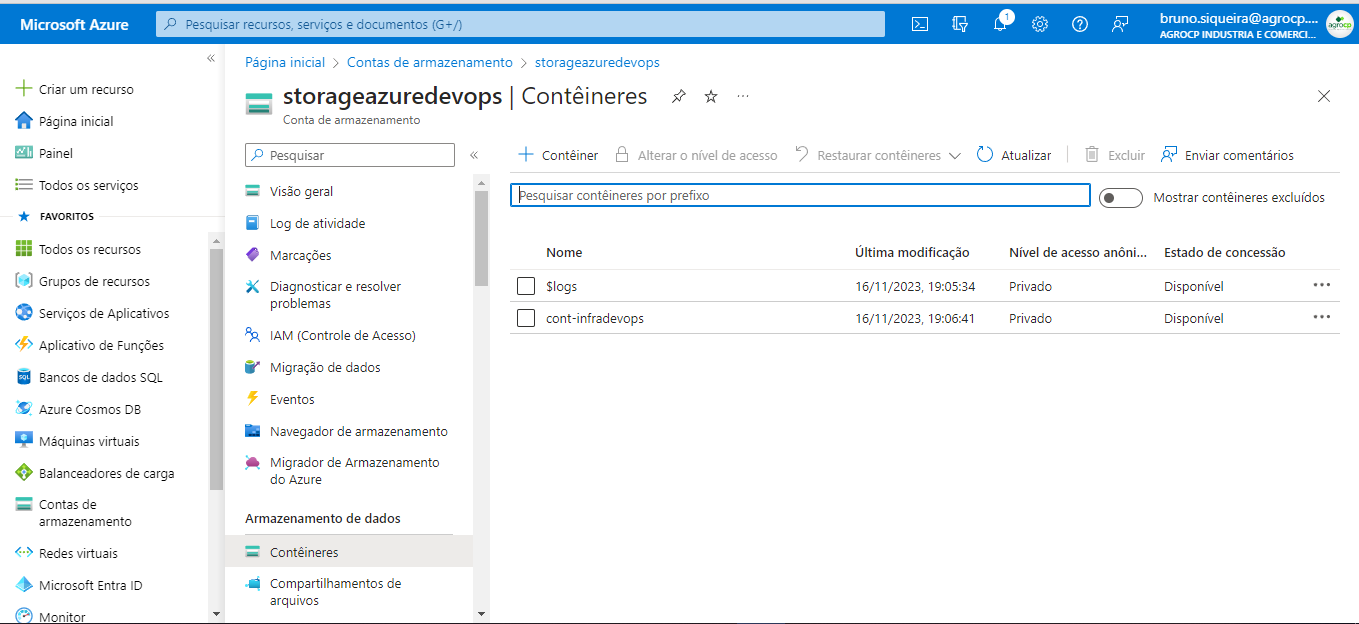 Microsoft Azure
Pesquisar recursos, serviços e documentos (G+/)
1
bruno.siqueira@agrocp....
AGROCP INDUSTRIA E COMERCI...
agrocp
Criar um recurso
Página inicial
Painel
Todos os serviços
FAVORITOS
Todos os recursos
Grupos de recursos
Serviços de Aplicativos
Aplicativo de Funções
Bancos de dados SQL
Azure Cosmos DB
Máquinas virtuais
Balanceadores de carga
Contas de
armazenamento
Redes virtuais
Microsoft Entra ID
Monitor
Página inicial > Contas de armazenamento > storageazuredevops
storageazuredevops | Contêineres
Conta de armazenamento
Pesquisar
Visão geral
Log de atividade
Marcações
Diagnosticar e resolver
problemas
IAM (Controle de Acesso)
Migração de dados
Eventos
Navegador de armazenamento
Migrador de Armazenamento
do Azure
Armazenamento de dados
Contêineres
Compartilhamentos de
arquivos
Contêiner Alterar o nível de acesso Restaurar contêineres Atualizar Excluir Enviar comentários
Pesquisar contêineres por prefixo
Mostrar contêineres excluídos
Nome Última modificação Nível de acesso anôni... Estado de concessão
$logs 16/11/2023, 19:05:34 Privado Disponível
cont-infradevops 16/11/2023, 19:06:41 Privado Disponível